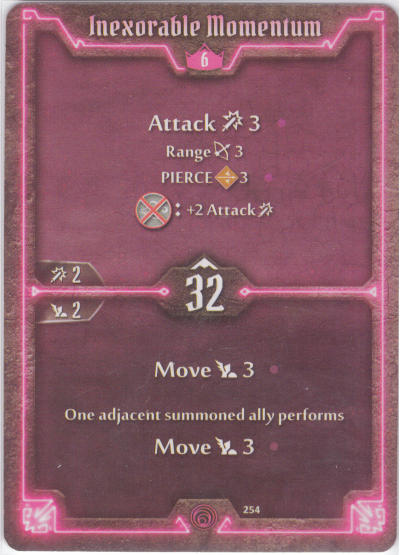 Inexorable Momentum
6
Attack 3
Range 3
PIERCE 3
: +2 Attack
2
32
2
Move 3
One adjacent summoned ally performs
Move 3
254